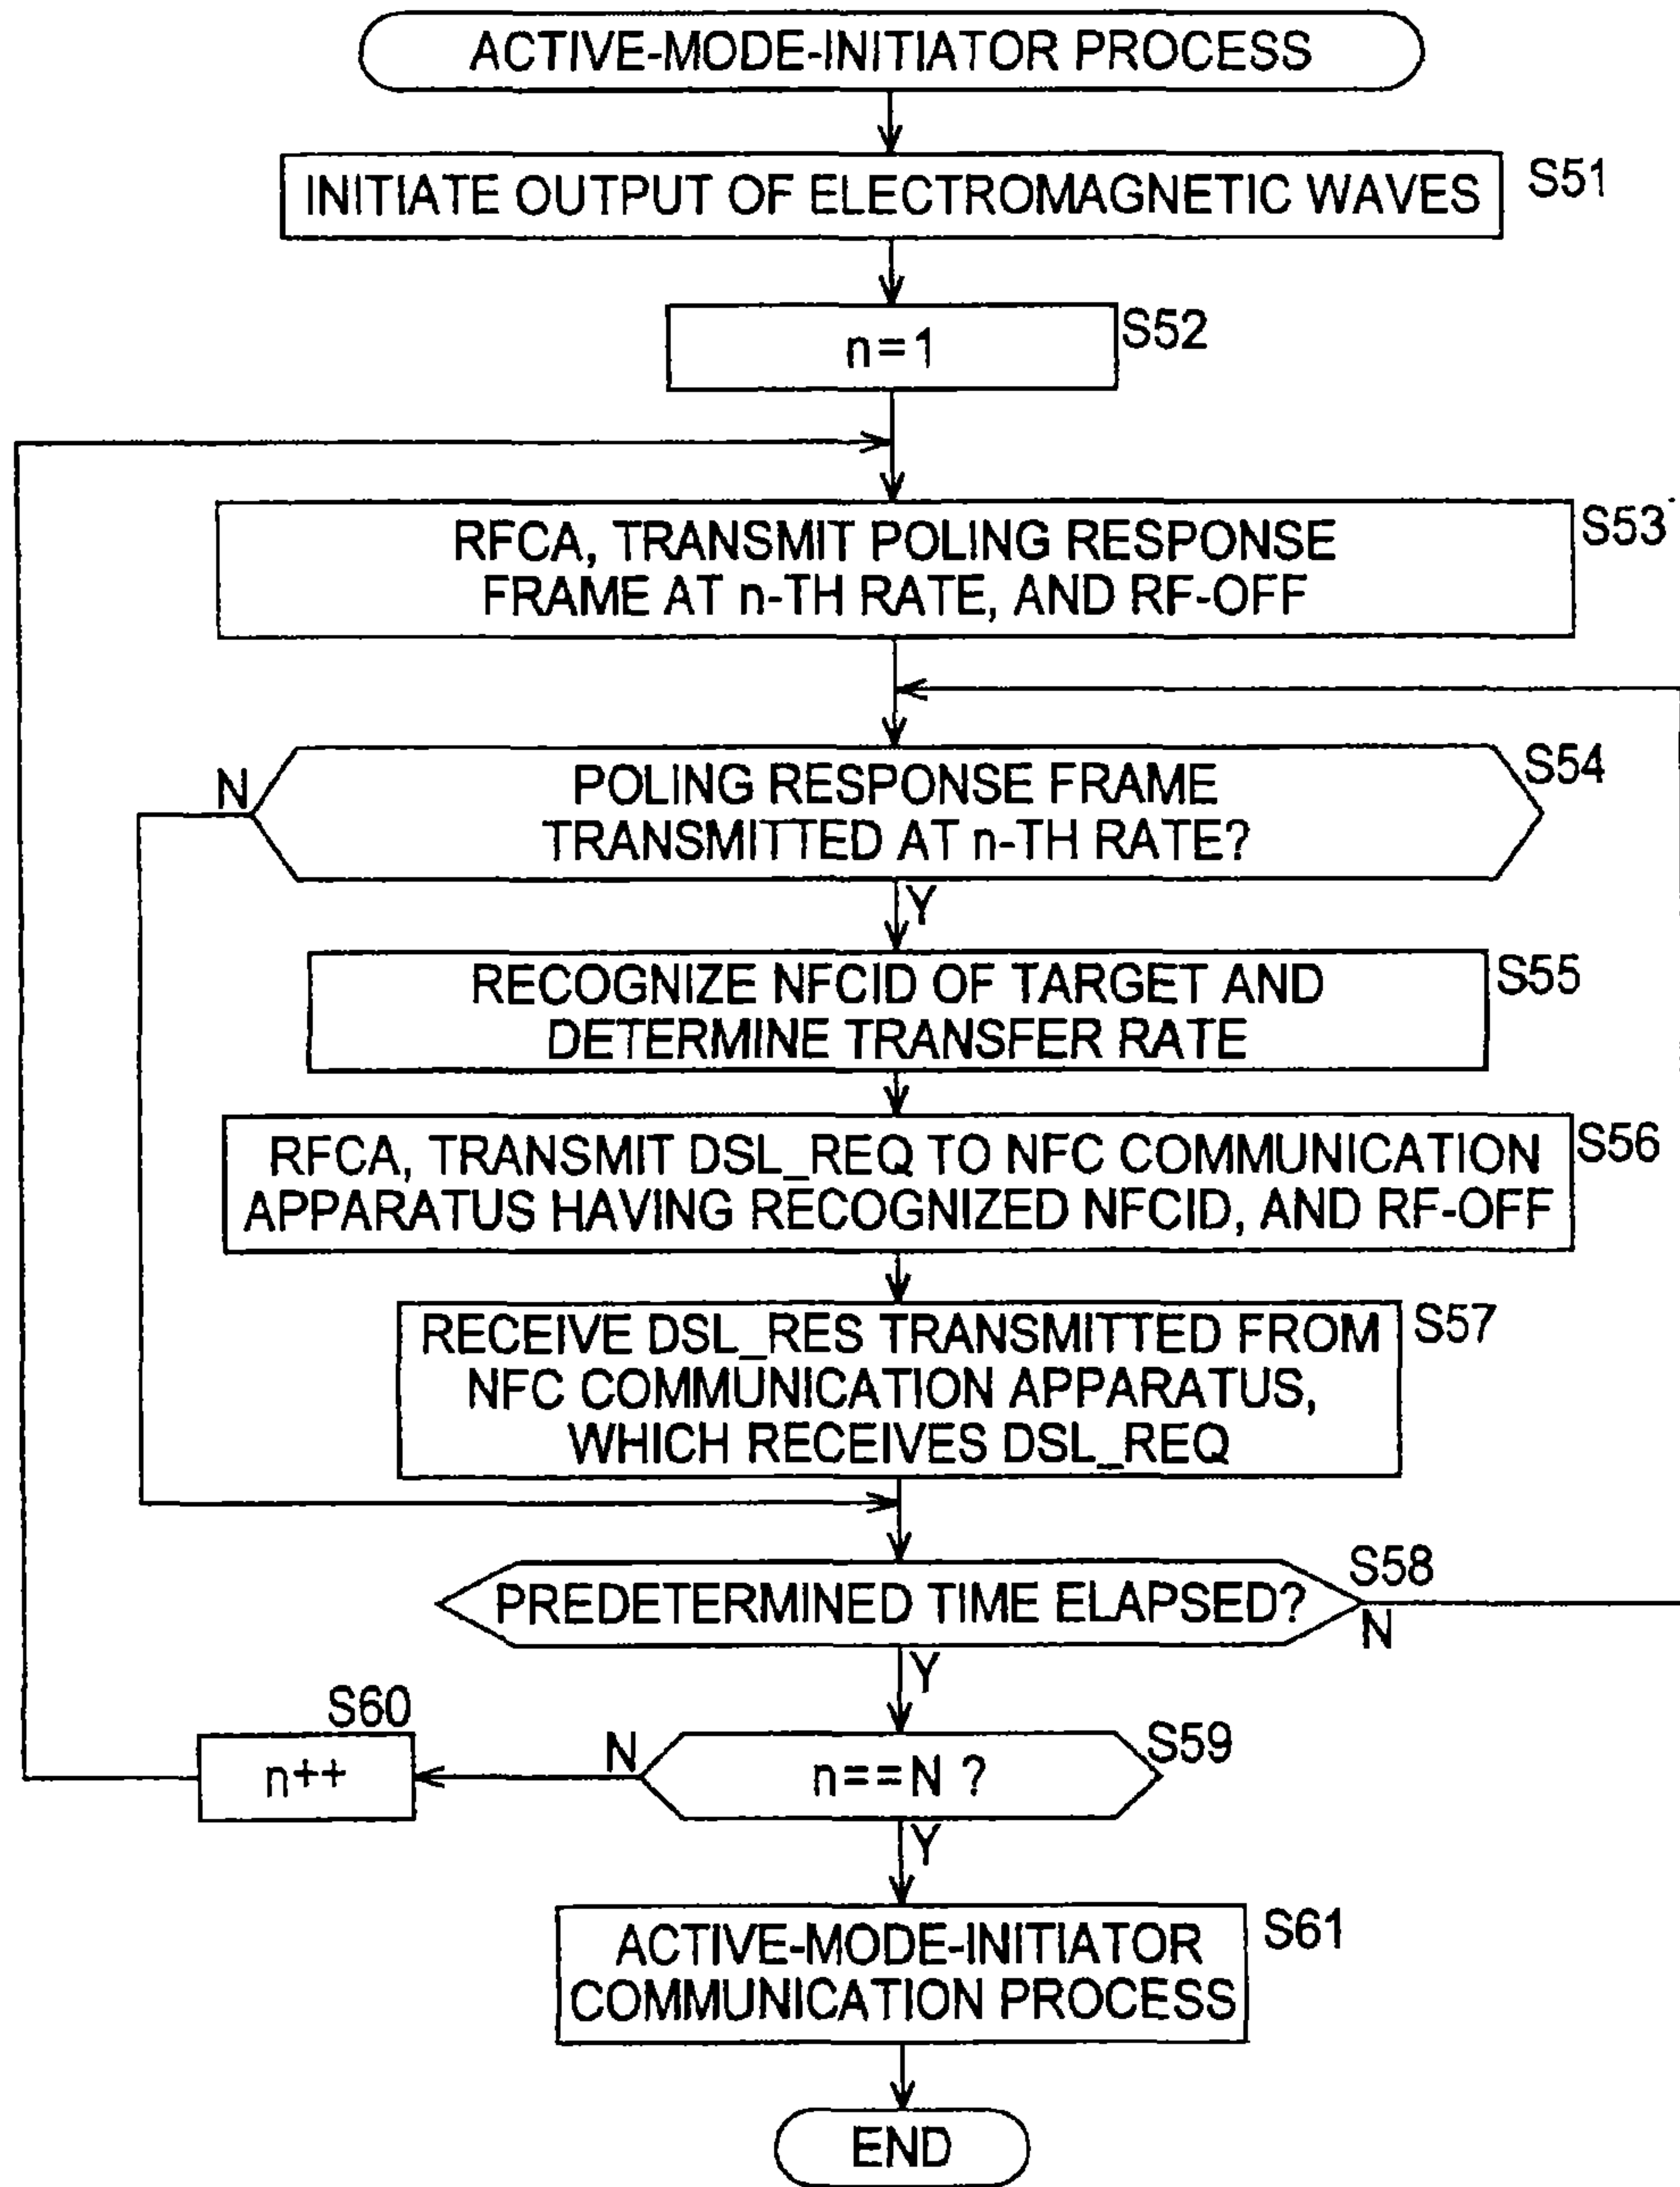 ACTIVE-MODE-INITIATOR PROCESS
INITIATE OUTPUT OF ELECTROMAGNETIC WAVES
S51
n=1
S52
RFCA, TRANSMIT POLING RESPONSE
FRAME AT n-TH RATE, AND RF-OFF
S53
POLING RESPONSE FRAME
TRANSMITTED AT n-TH RATE?
S54
N
Y
RECOGNIZE NFCID OF TARGET AND
DETERMINE TRANSFER RATE
S55
RFCA, TRANSMIT DSL_REQ TO NFC COMMUNICATION
APPARATUS HAVING RECOGNIZED NFCID, AND RF-OFF
S56
RECEIVE DSL_RES TRANSMITTED FROM
NFC COMMUNICATION APPARATUS,
WHICH RECEIVES DSL_REQ
S57
PREDETERMINED TIME ELAPSED?
S58
N
Y
S60
n++
N
n==N ?
S59
Y
ACTIVE-MODE-INITIATOR
COMMUNICATION PROCESS
S61
END